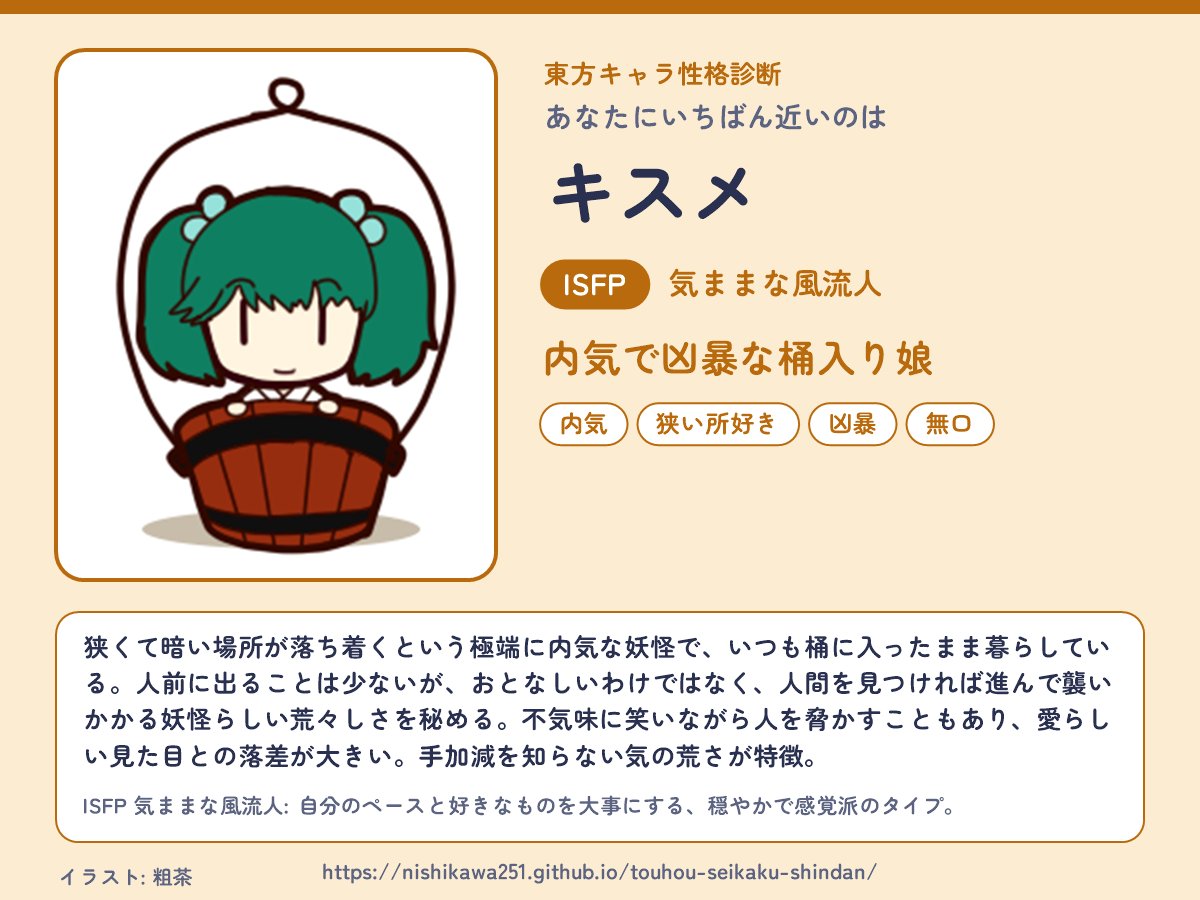 東方キャラ性格診断
あなたにいちばん近いのは
キスメ
ISFP 気ままな風流人
内気で凶暴な桶入り娘
内気 狭い所好き 凶暴 無口
狭くて暗い場所が落ち着くという極端に内気な妖怪で、いつも桶に入ったまま暮らしてい
る。人前に出ることは少ないが、おとなしいわけではなく、人間を見つければ進んで襲い
かかる妖怪らしい荒々しさを秘める。不気味に笑いながら人を脅かすこともあり、愛らし
い見た目との落差が大きい。手加減を知らない気の荒さが特徴。
ISFP 気ままな風流人: 自分のペースと好きなものを大事にする、穏やかで感覚派のタイプ。
イラスト: 粗茶 https://nishikawa251.github.io/touhou-seikaku-shindan/